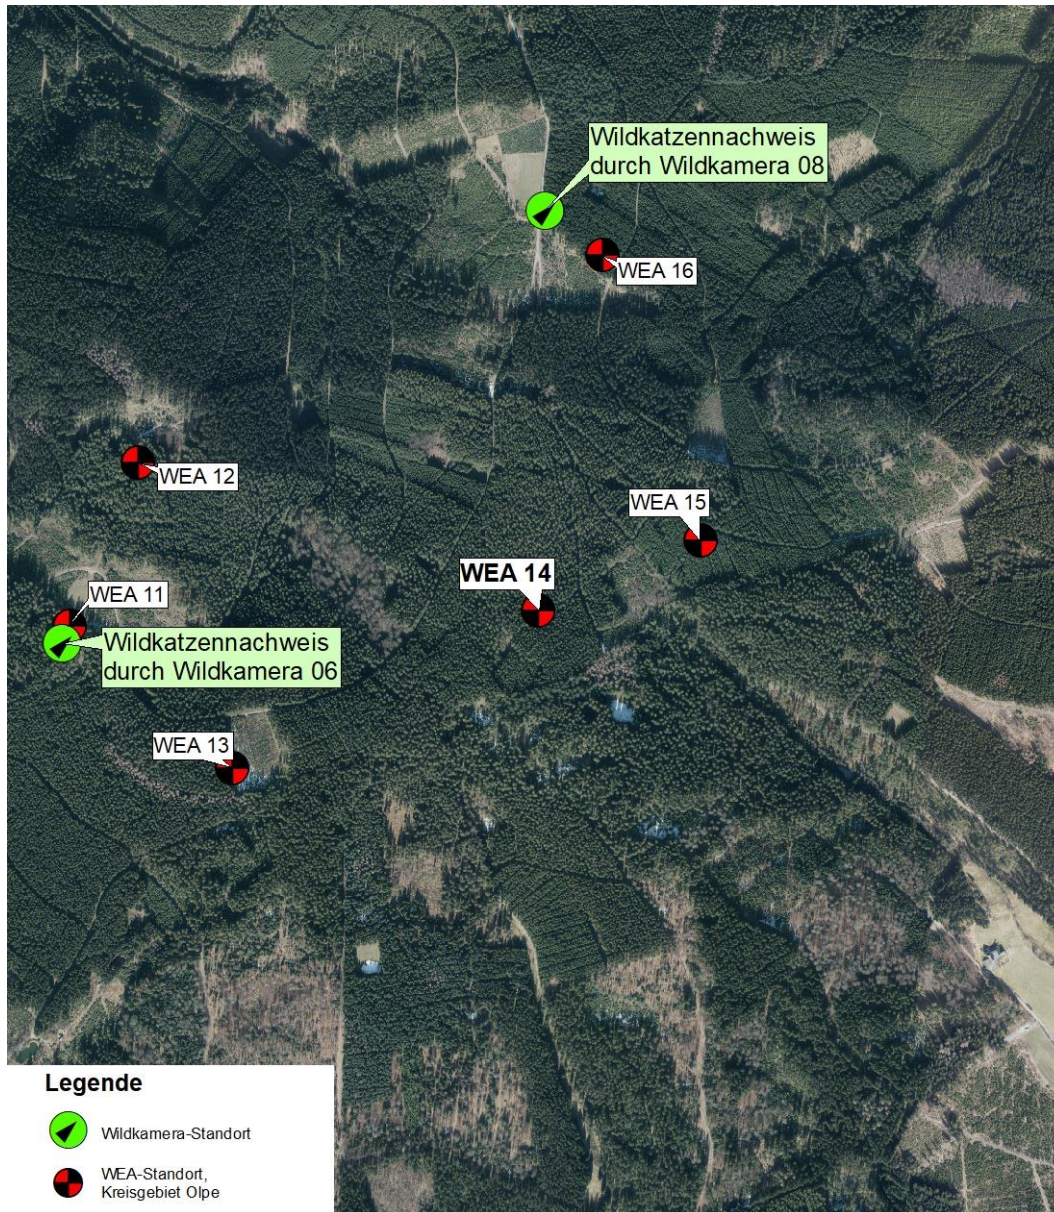 Wildkatzennachweis
durch Wildkamera 08
WEA 16
WEA 12
WEA 15
WEA 14
WEA 11
Wildkatzennachweis
durch Wildkamera 06
WEA 13
Legende
Wildkamera-Standort
WEA-Standort,
Kreisgebiet Olpe